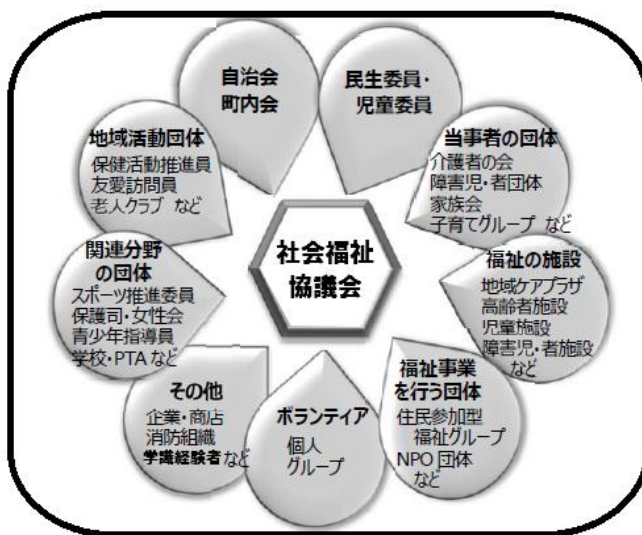 自治会
町内会
民生委員・
児童委員
当事者の団体
介護者の会
障害児・者団体
家族会
子育てグループ など
福祉の施設
地域ケアプラザ
高齢者施設
児童施設
障害児・者施設
など
福祉事業
を行う団体
住民参加型
福祉グループ
NPO 団体
など
ボランティア
個人
グループ
その他
企業・商店
消防組織
学識経験者など
関連分野
の団体
スポーツ推進委員
保護司・女性会
青少年指導員
学校・PTAなど
地域活動団体
保健活動推進員
友愛訪問員
老人クラブ など
社会福祉
協議会